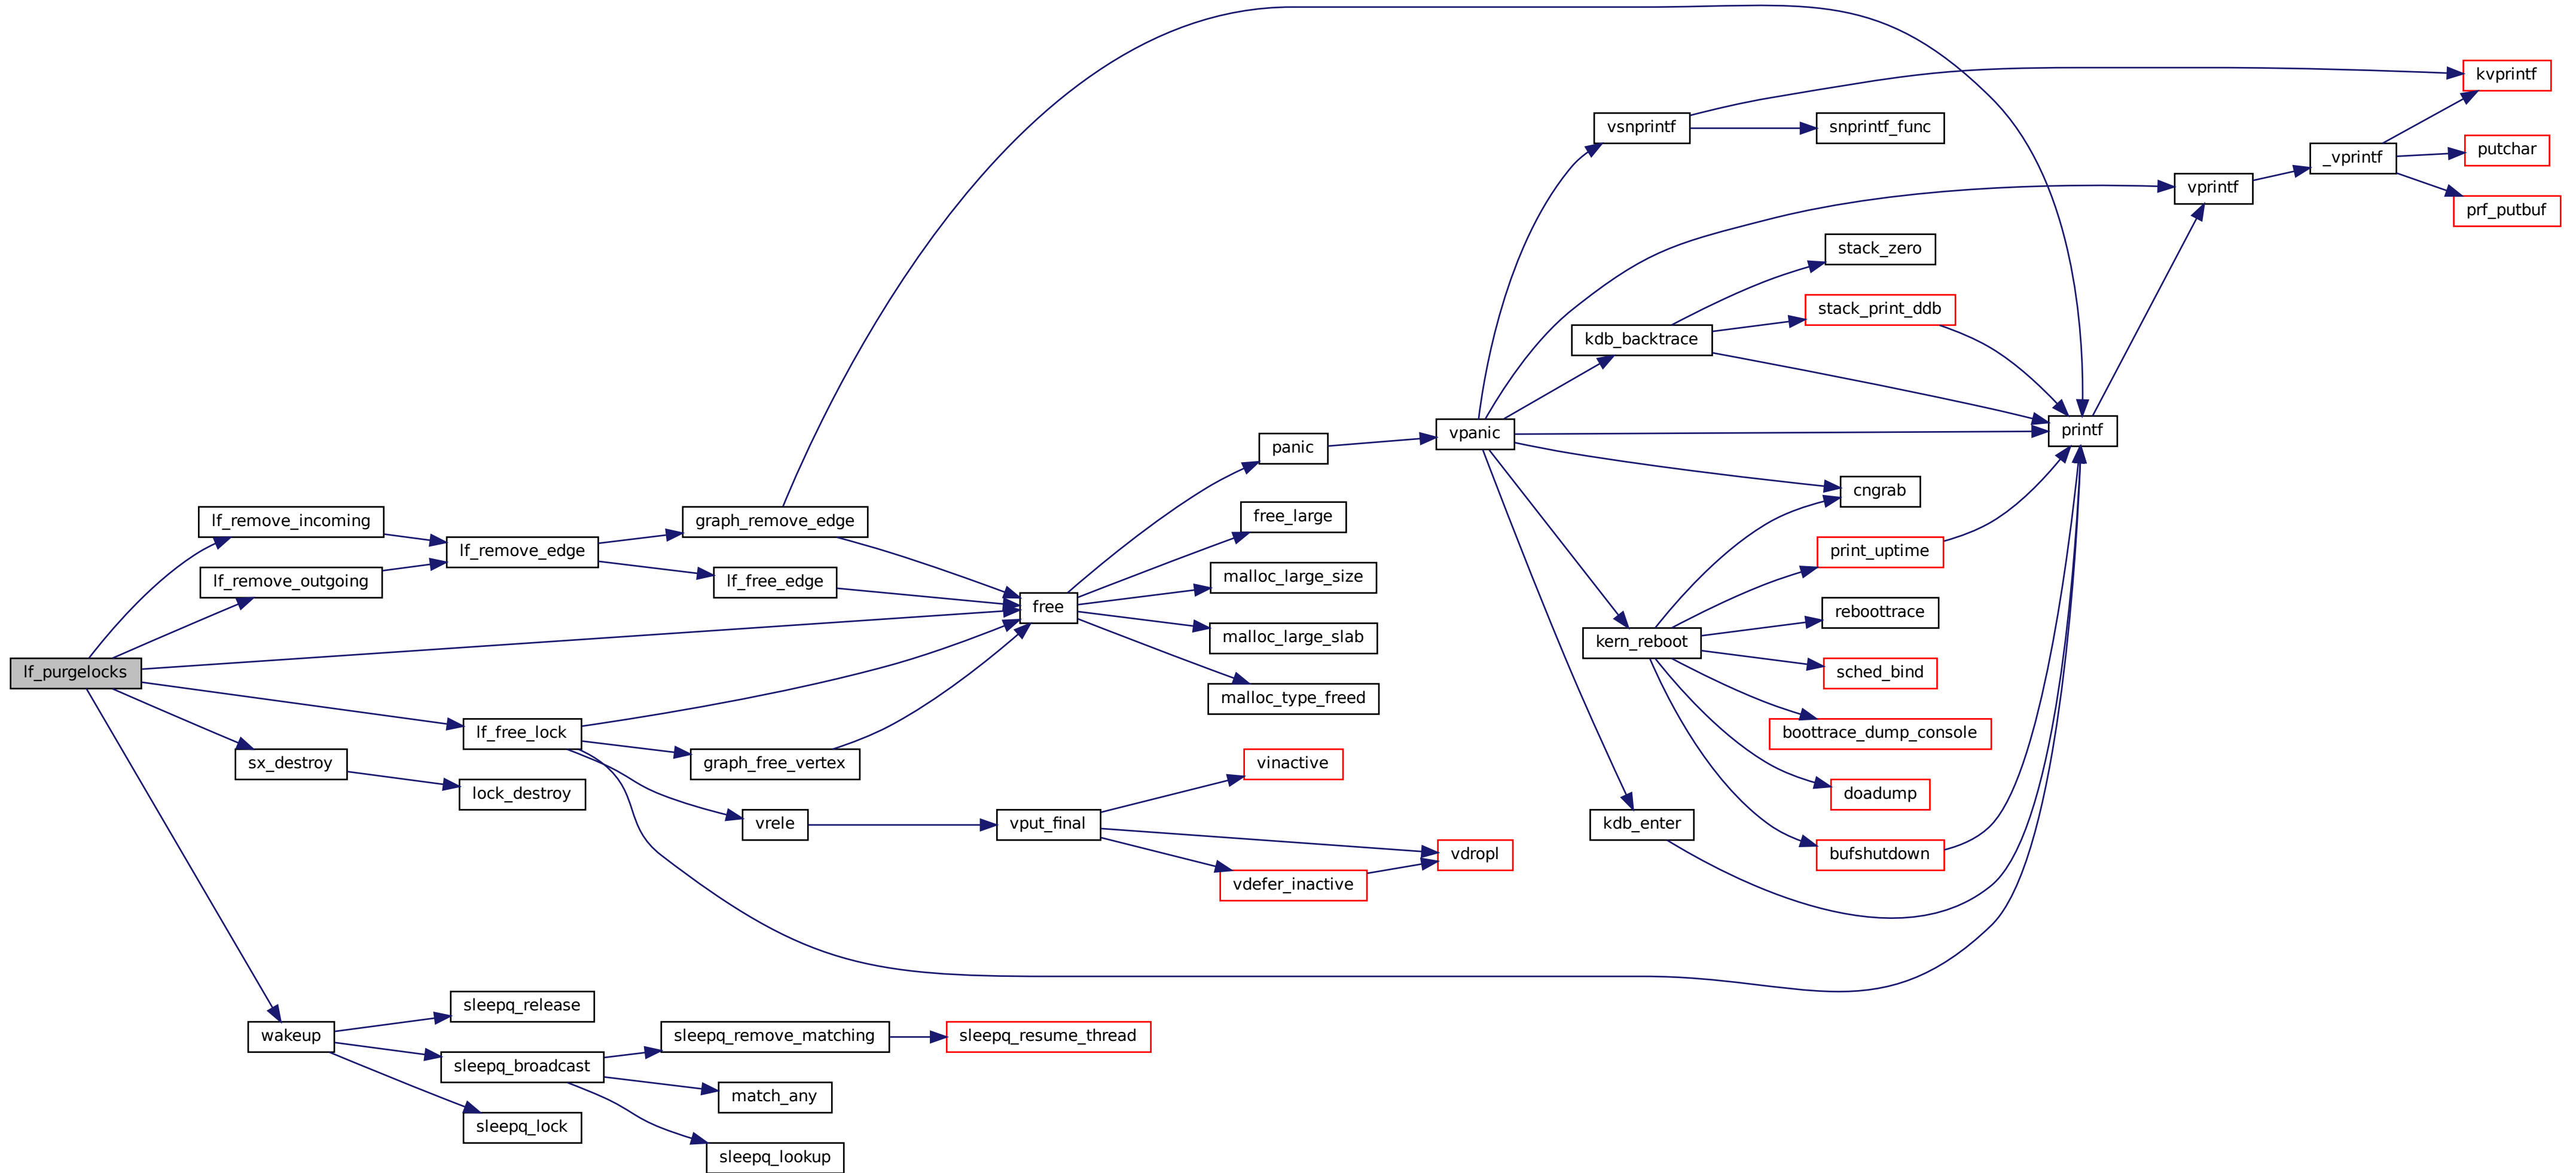 kvprintf
vsnprintf
snprintf_func
putchar
_vprintf
vprintf
prf_putbuf
stack_zero
stack_print_ddb
kdb_backtrace
vpanic
printf
panic
cngrab
lf_remove_incoming
graph_remove_edge
free_large
lf_remove_edge
print_uptime
lf_remove_outgoing
lf_free_edge
malloc_large_size
free
reboottrace
malloc_large_slab
kern_reboot
lf_purgelocks
sched_bind
malloc_type_freed
lf_free_lock
boottrace_dump_console
sx_destroy
graph_free_vertex
vinactive
lock_destroy
doadump
vrele
vput_final
kdb_enter
vdropl
bufshutdown
vdefer_inactive
sleepq_release
wakeup
sleepq_remove_matching
sleepq_resume_thread
sleepq_broadcast
match_any
sleepq_lock
sleepq_lookup